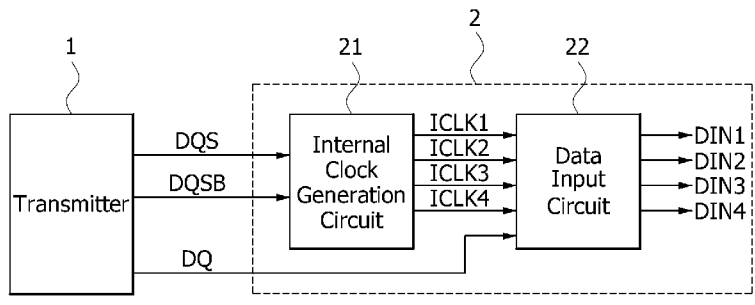 1
2
21
22
Transmitter
DQS
DQSB
DQ
Internal
Clock
Generation
Circuit
ICLK1
ICLK2
ICLK3
ICLK4
Data
Input
Circuit
DIN1
DIN2
DIN3
DIN4